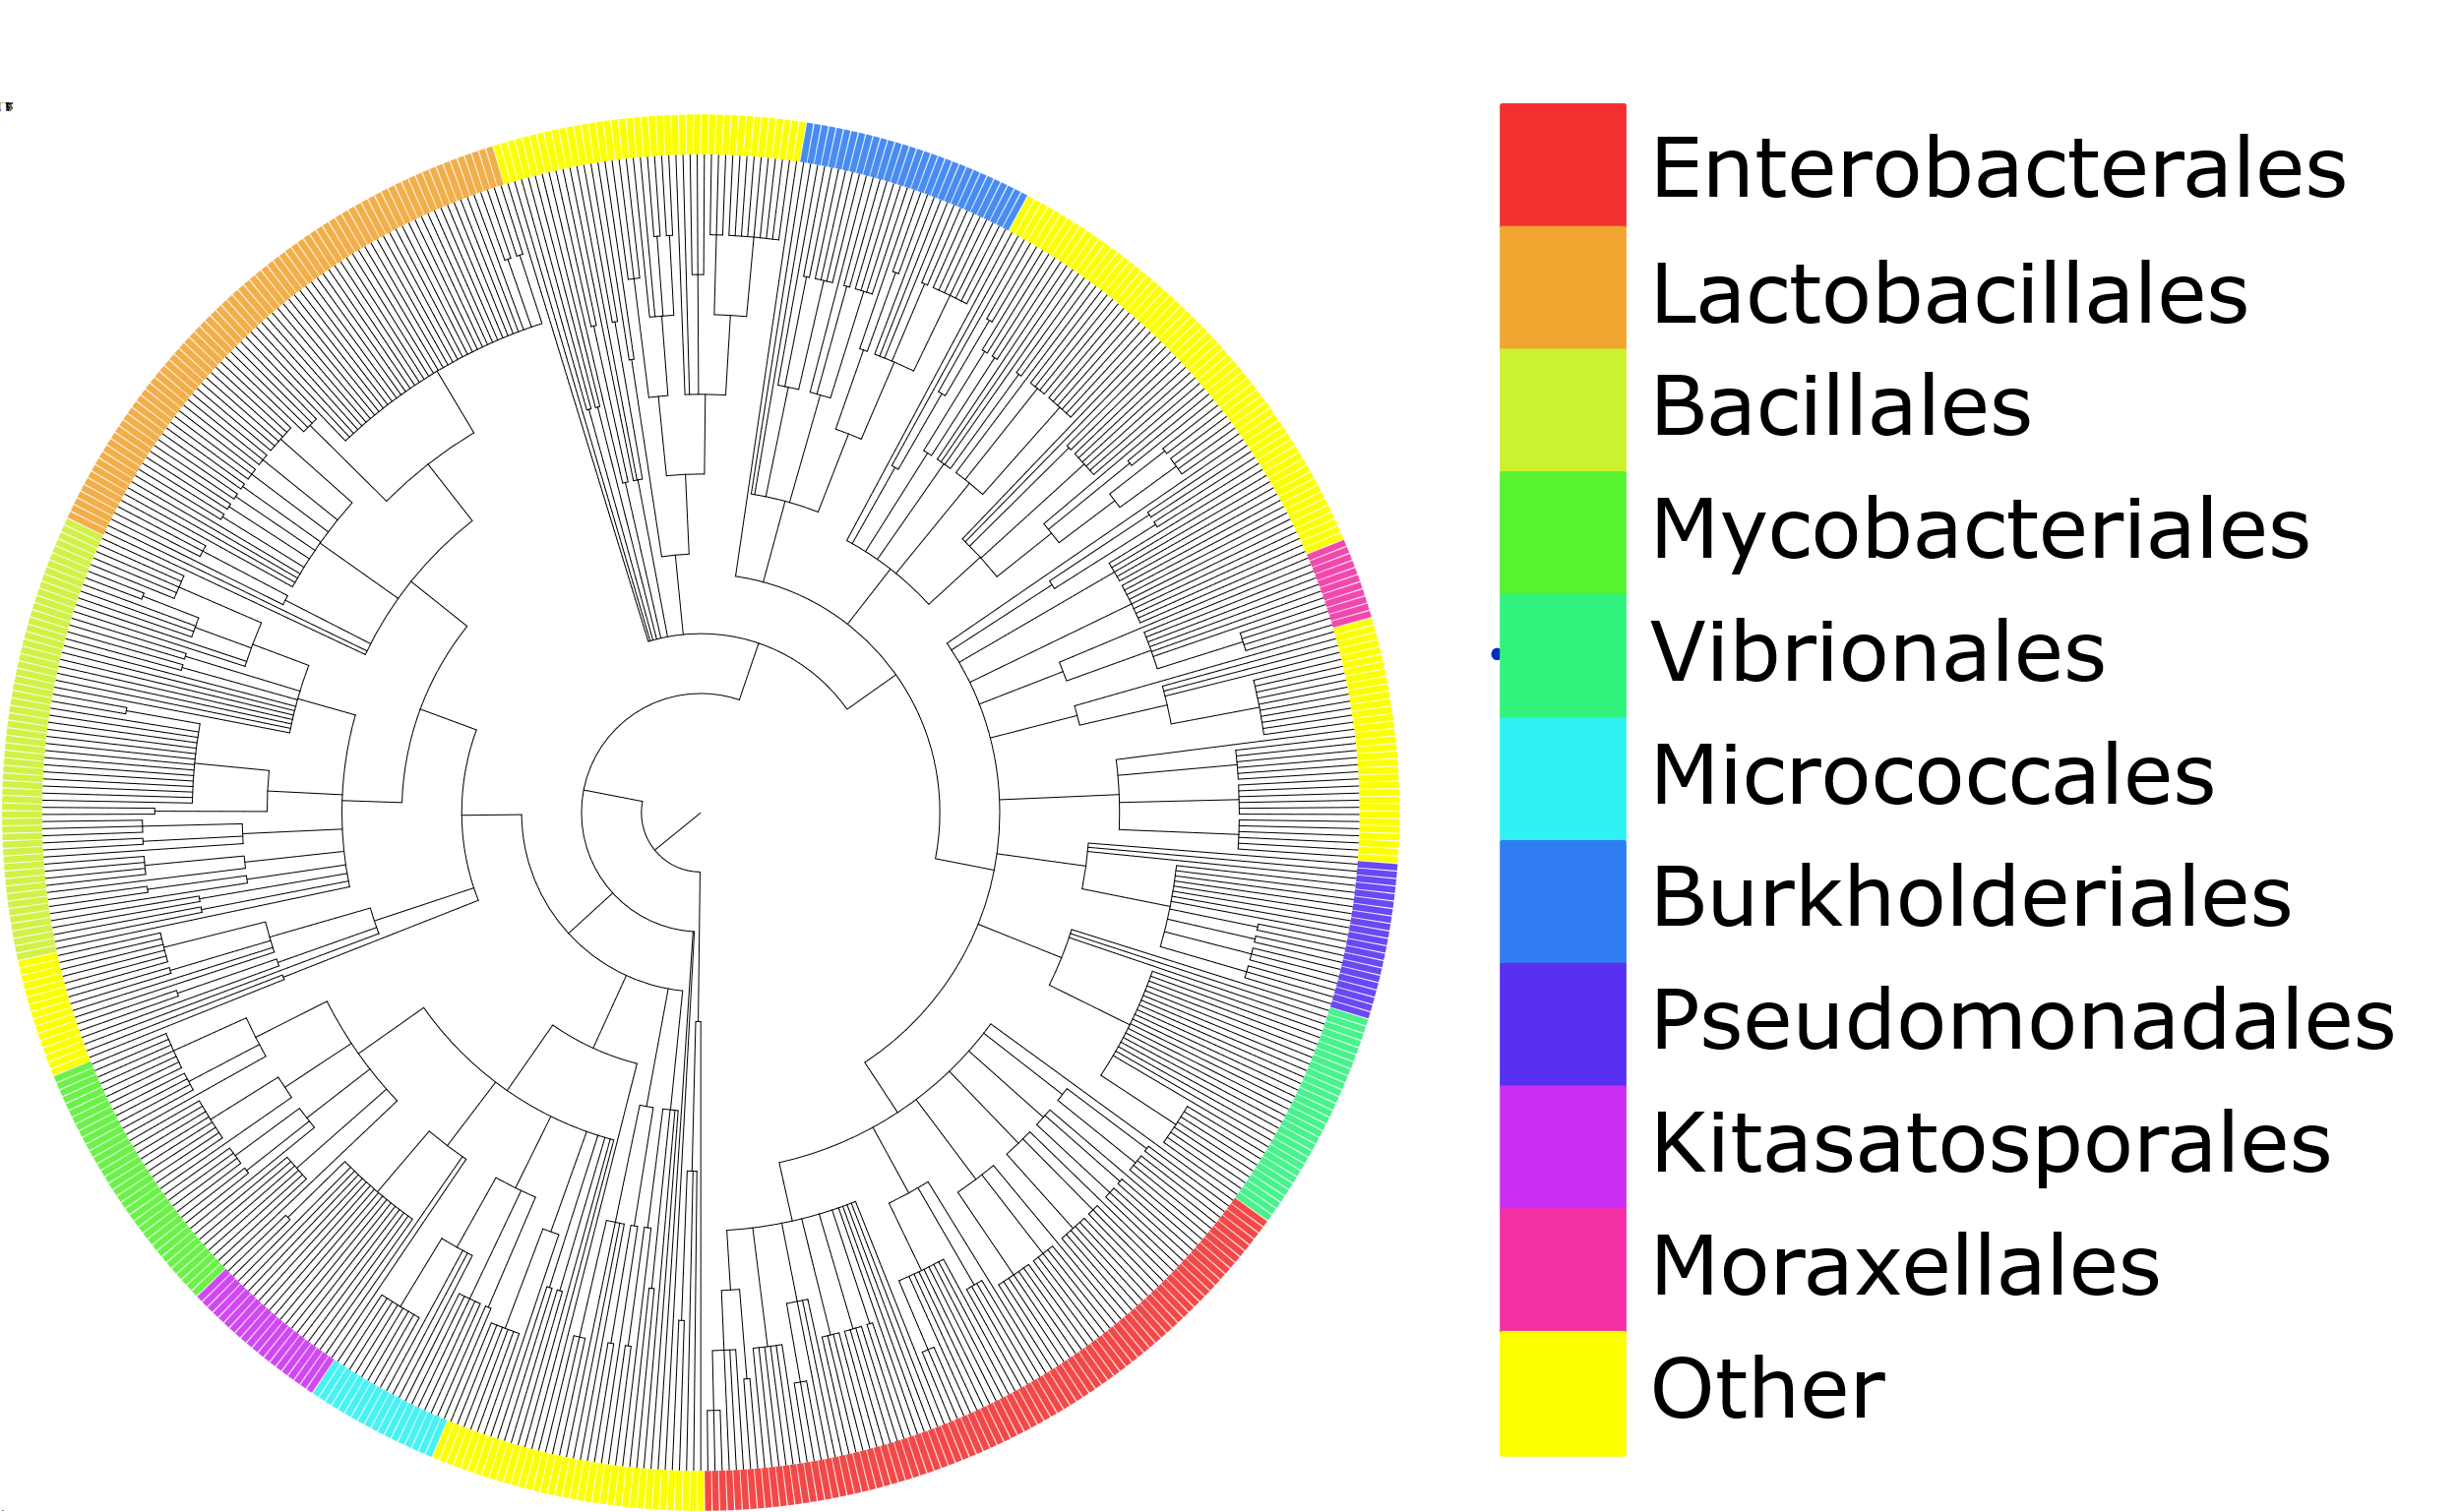 Enterobacterales
Lactobacillales
Bacillales
Mycobacteriales
Vibrionales
Micrococcales
Burkholderiales
Pseudomonadales
Kitasatosporales
Moraxellales
Other